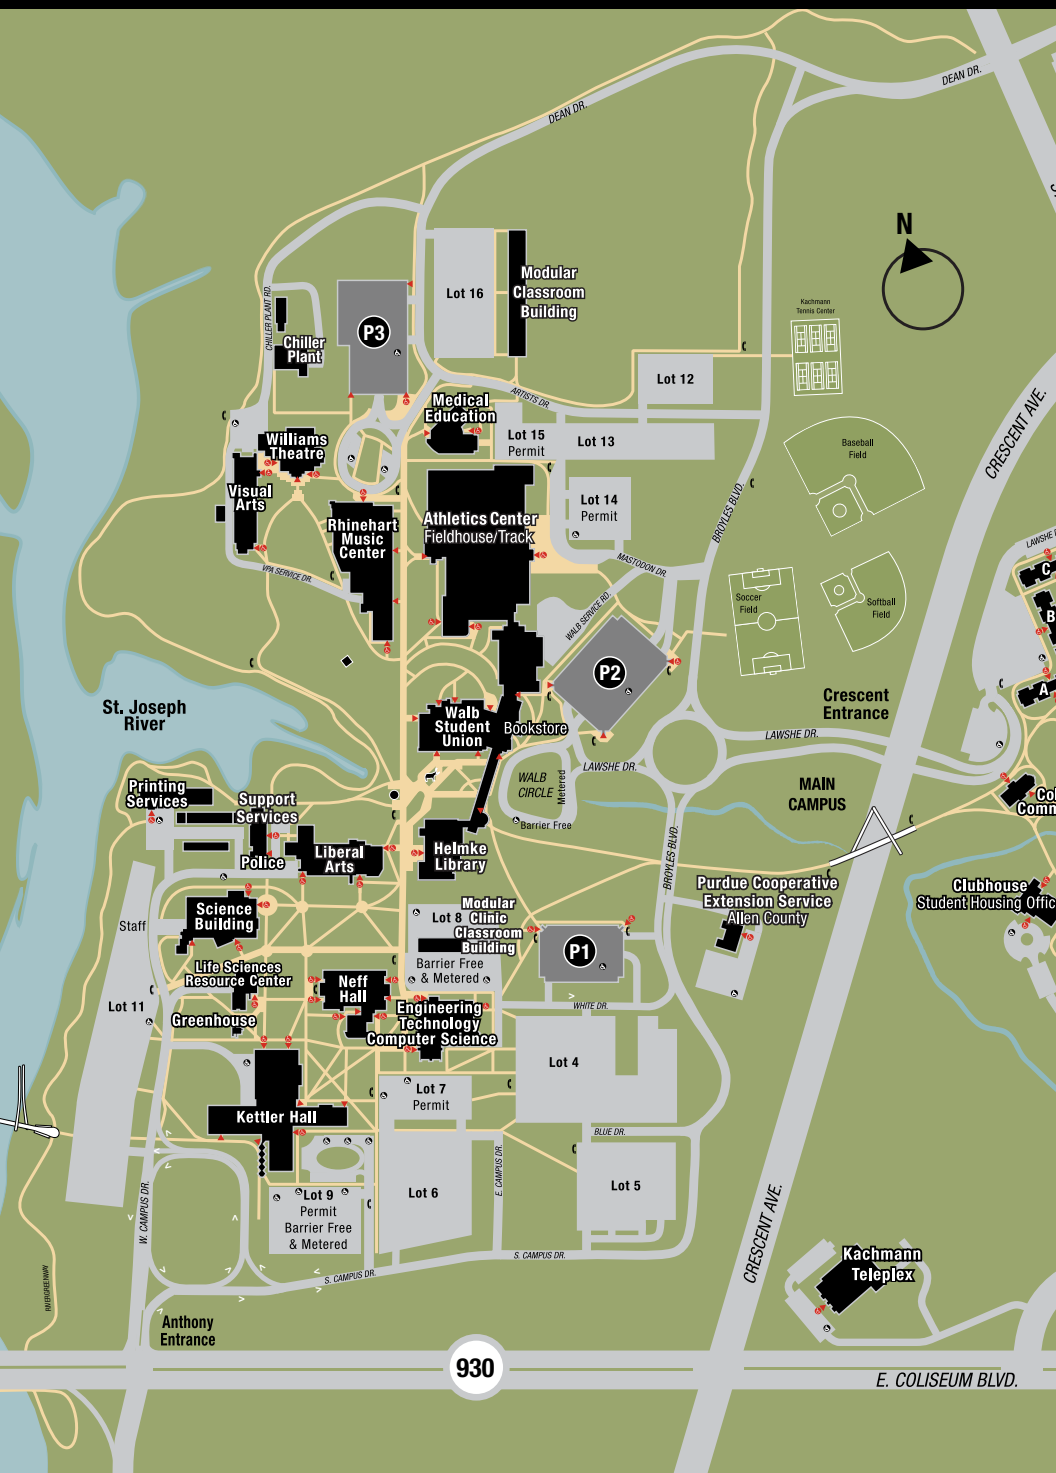 DEAN DR.
DEAN DR.
N
CHILLER PLANT RD.
Lot 16
Modular
Classroom
Building
Kachmann
Tennis Center
P3
Chiller
Plant
Lot 12
ARTISTS DR.
Medical
Education
CRESCENT AVE.
Williams
Theatre
Lot 15
Permit
Lot 13
Baseball
Field
Visual
Arts
Lot 14
Permit
BROYLES BLVD.
Rhinehart
Music
Center
Athletics Center
Fieldhouse/Track
LAWSHE
MASTODON DR.
VPA SERVICE DR.
C
Soccer
Field
Softball
Field
WALB SERVICE RD.
B
P2
A
St. Joseph
River
Crescent
Entrance
Walb
Student
Union
Bookstore
LAWSHE DR.
LAWSHE DR.
WALB
CIRCLE
Metered
Barrier Free
MAIN
CAMPUS
Printing
Services
Support
Services
Col
Comm
Police
Liberal
Arts
Helmke
Library
BROYLES BLVD.
Purdue Cooperative
Extension Service
Allen County
Clubhouse
Student Housing Offic
Science
Building
Staff
Lot 8
Barrier Free
& Metered
Modular
Clinic
Classroom
Building
P1
Life Sciences
Resource Center
Neff
Hall
Lot 11
Greenhouse
Engineering
Technology
Computer Science
WHITE DR.
Lot 4
Lot 7
Permit
Kettler Hall
BLUE DR.
E. CAMPUS DR.
Lot 5
Lot 6
Lot 9
Permit
Barrier Free
& Metered
W. CAMPUS DR.
CRESCENT AVE.
S. CAMPUS DR.
S. CAMPUS DR.
Kachmann
Teleplex
RIVERGREENWAY
Anthony
Entrance
930
E. COLISEUM BLVD.